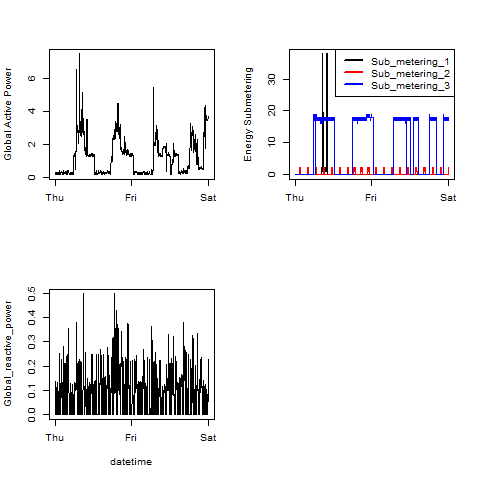 Global Active Power
6
4
2
0
Thu
Fri
Sat
Energy Submetering
30
20
10
0
Sub_metering_1
Sub_metering_2
Sub_metering_3
Thu
Fri
Sat
Global_reactive_power
0.5
0.4
0.3
0.2
0.1
0.0
Thu
Fri
Sat
datetime